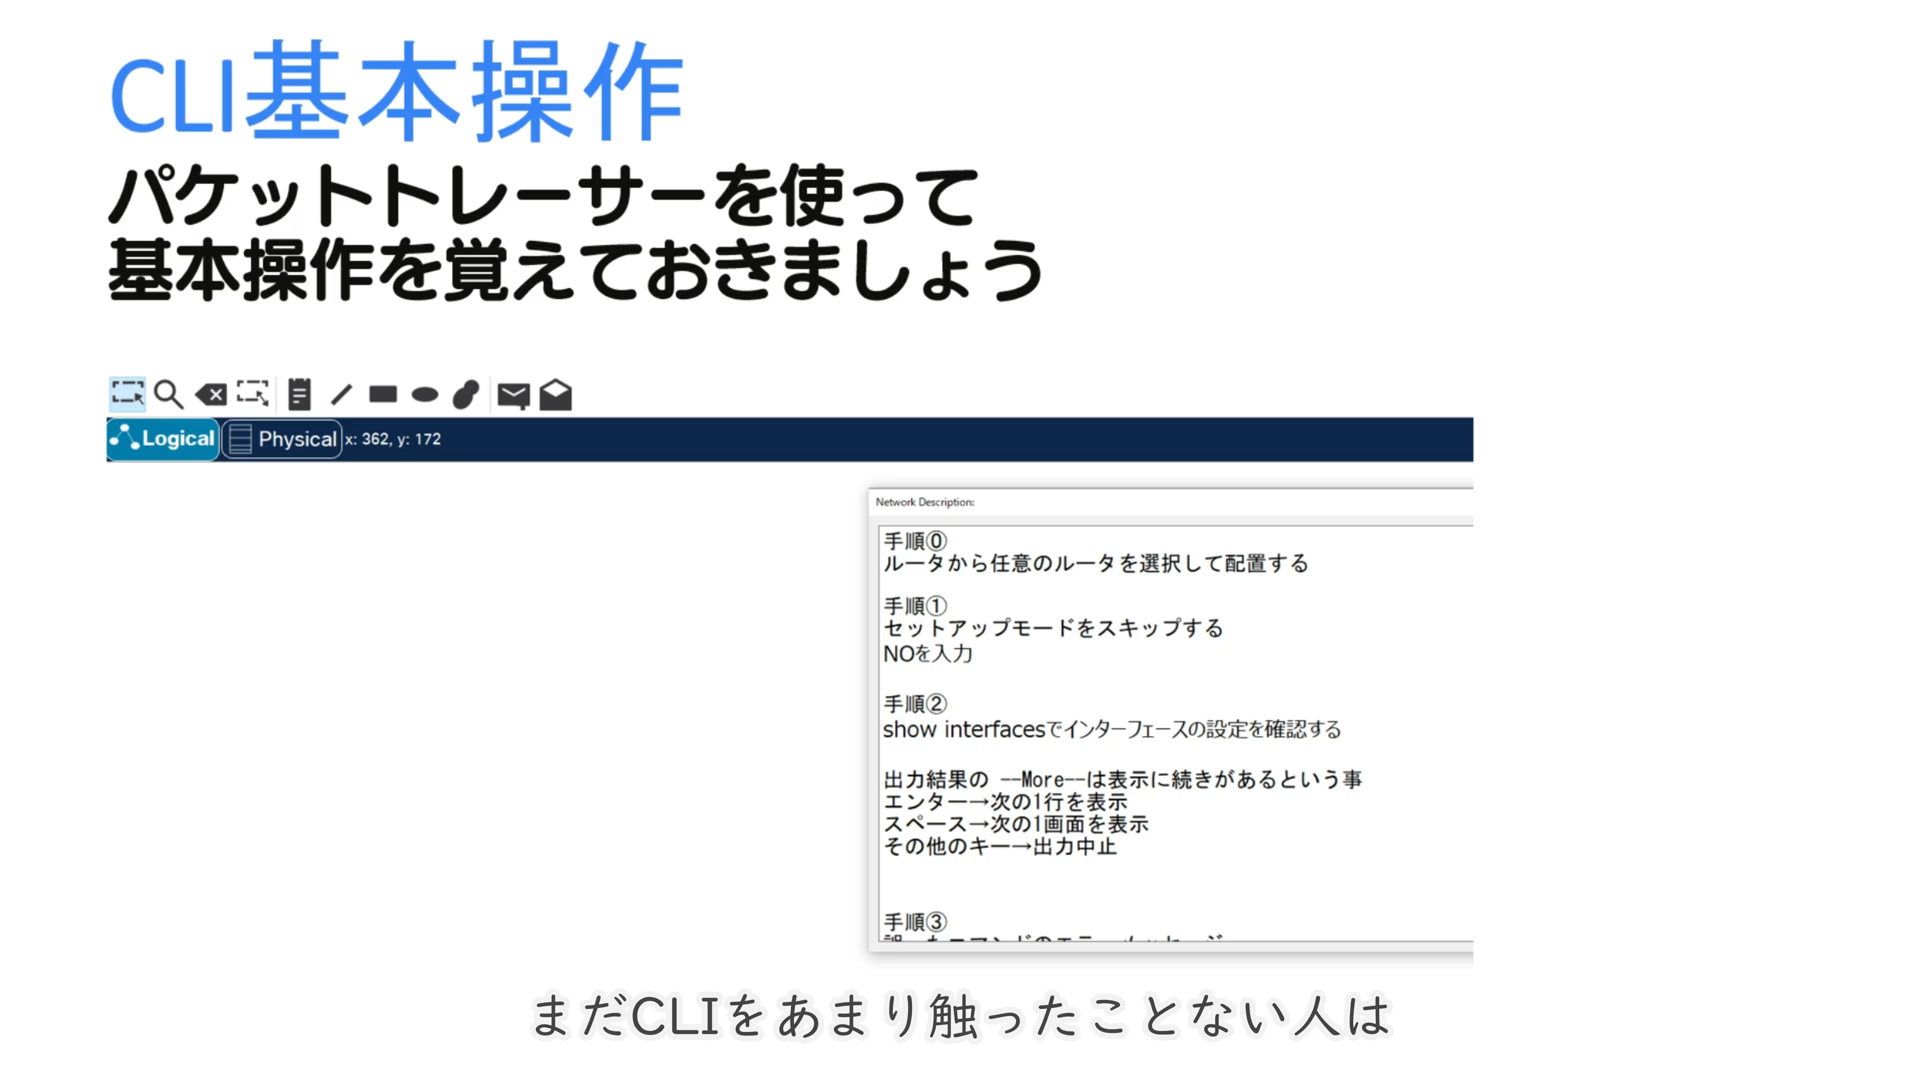 CLI基本操作
パケットトレーサーを使って
基本操作を覚えておきましょう
Logical
Physical
x: 362, y: 172
Network Description:
手順⓪
ルータから任意のルータを選択して配置する
手順①
セットアップモードをスキップする
NOを入力
手順②
show interfacesでインターフェースの設定を確認する
出力結果の --More--は表示に続きがあるという事
エンター→次の1行を表示
スペース→次の1画面を表示
その他のキー→出力中止
手順③
まだCLIをあまり触ったことない人は